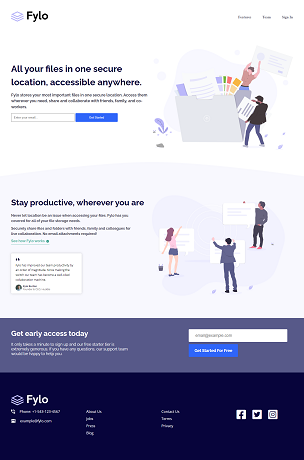 Fylo
Features
Team
Sign In
All your files in one secure
location, accessible anywhere.
Fylo stores your most important files in one secure location. Access them
wherever you need, share and collaborate with friends, family, and co-
workers.
Enter your email...
Get Started
Stay productive, wherever you are
Never let location be an issue when accessing your files. Fylo has you
covered for all of your file storage needs.
Securely share files and folders with friends, family and colleagues for
live collaboration. No email attachments required!
See how Fylo works
Fylo has improved our team productivity by
an order of magnitude. Since making the
switch our team has become a well-oiled
collaboration machine.
Get early access today
It only takes a minute to sign up and our free starter tier is
extremely generous. If you have any questions, our support team
would be happy to help you.
email@example.com
Get Started For Free
Fylo
Phone: +1-543-123-4567
example@fylo.com
About Us
Jobs
Press
Blog
Contact Us
Terms
Privacy